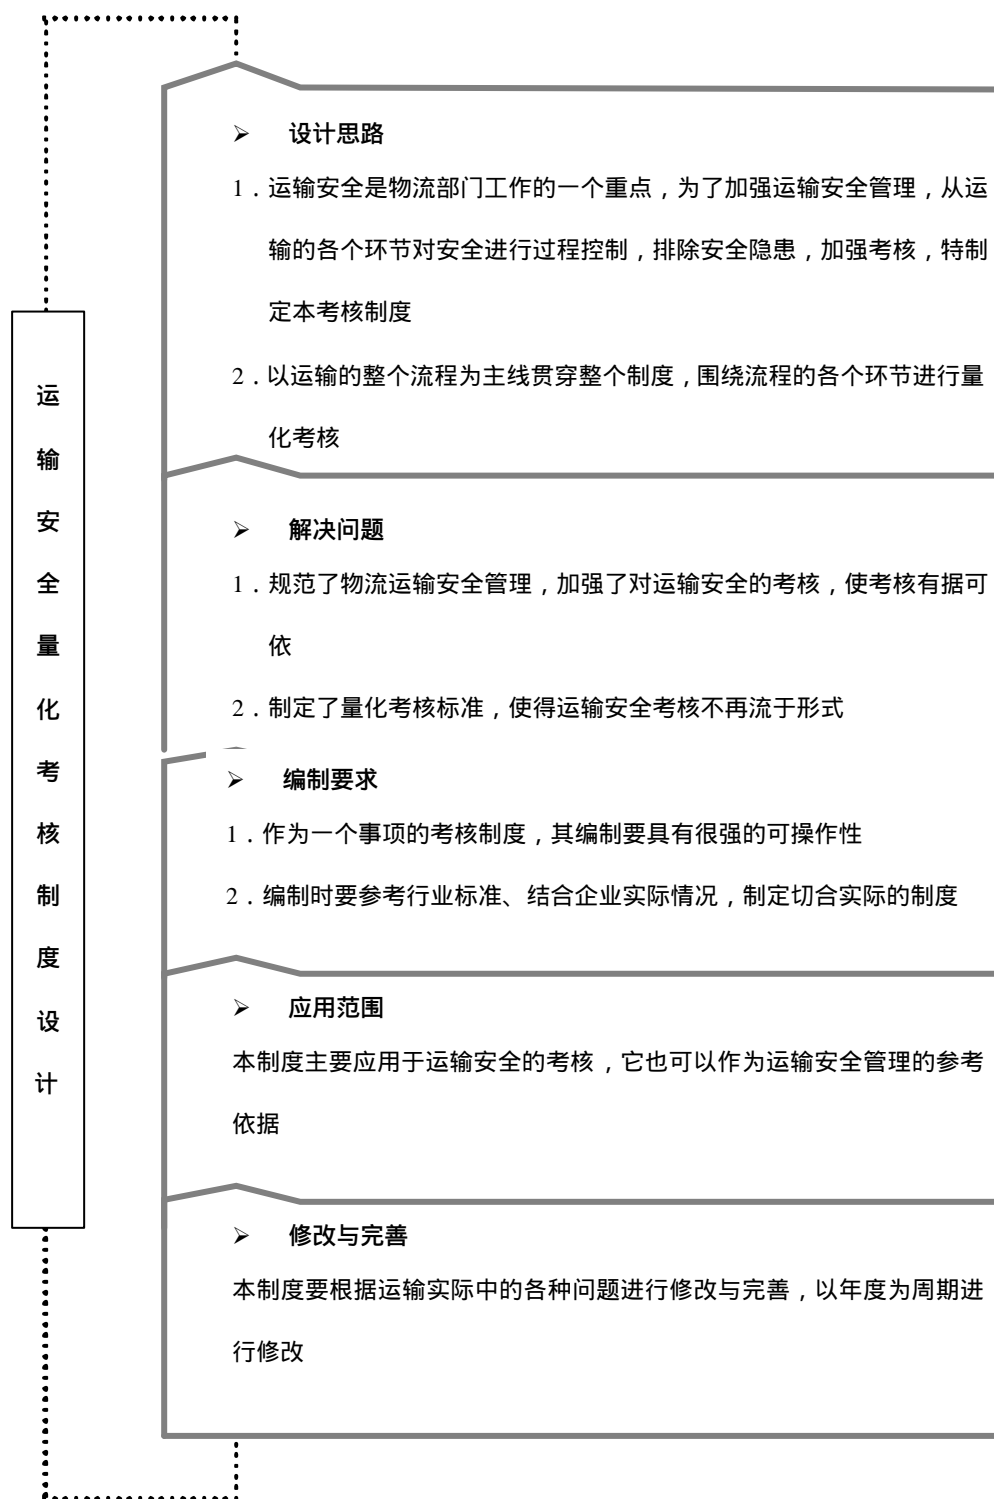 运输安全量化考核制度设计
➢ 设计思路
1．运输安全是物流部门工作的一个重点，为了加强运输安全管理，从运
输的各个环节对安全进行过程控制，排除安全隐患，加强考核，特制
定本考核制度
2．以运输的整个流程为主线贯穿整个制度，围绕流程的各个环节进行量
化考核
➢ 解决问题
1．规范了物流运输安全管理，加强了对运输安全的考核，使考核有据可
依
2．制定了量化考核标准，使得运输安全考核不再流于形式
➢ 编制要求
1．作为一个事项的考核制度，其编制要具有很强的可操作性
2．编制时要参考行业标准、结合企业实际情况，制定切合实际的制度
➢ 应用范围
本制度主要应用于运输安全的考核，它也可以作为运输安全管理的参考
依据
➢ 修改与完善
本制度要根据运输实际中的各种问题进行修改与完善，以年度为周期进
行修改